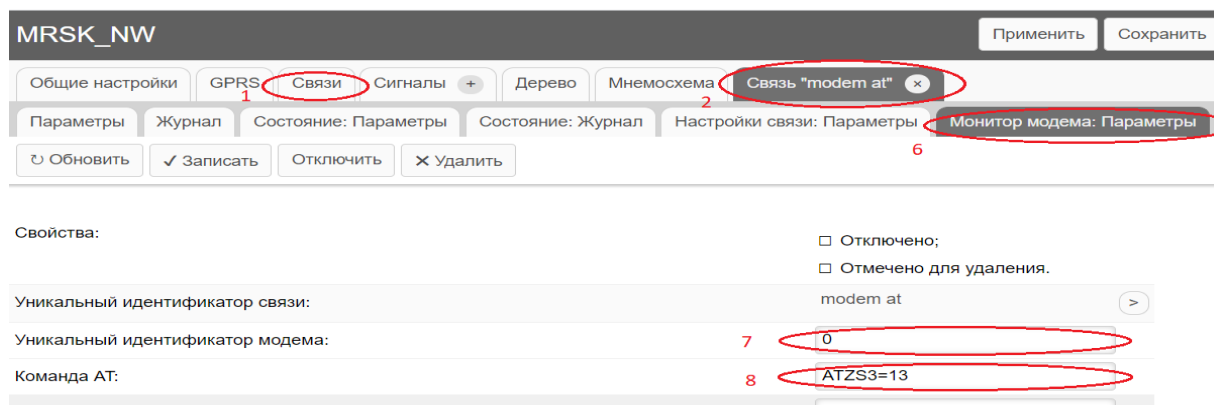 MRSK_NW Применить Сохранить
Общие настройки GPRS Связи Сигналы + Дерево Мнемосхема Связь "modem at" ×
1 2
Параметры Журнал Состояние: Параметры Состояние: Журнал Настройки связи: Параметры Монитор модема: Параметры
6
↻ Обновить ✓ Записать Отключить ✕ Удалить
Свойства:
☐ Отключено;
☐ Отмечено для удаления.
Уникальный идентификатор связи: modem at >
Уникальный идентификатор модема: 7 0
Команда AT: 8 ATZS3=13